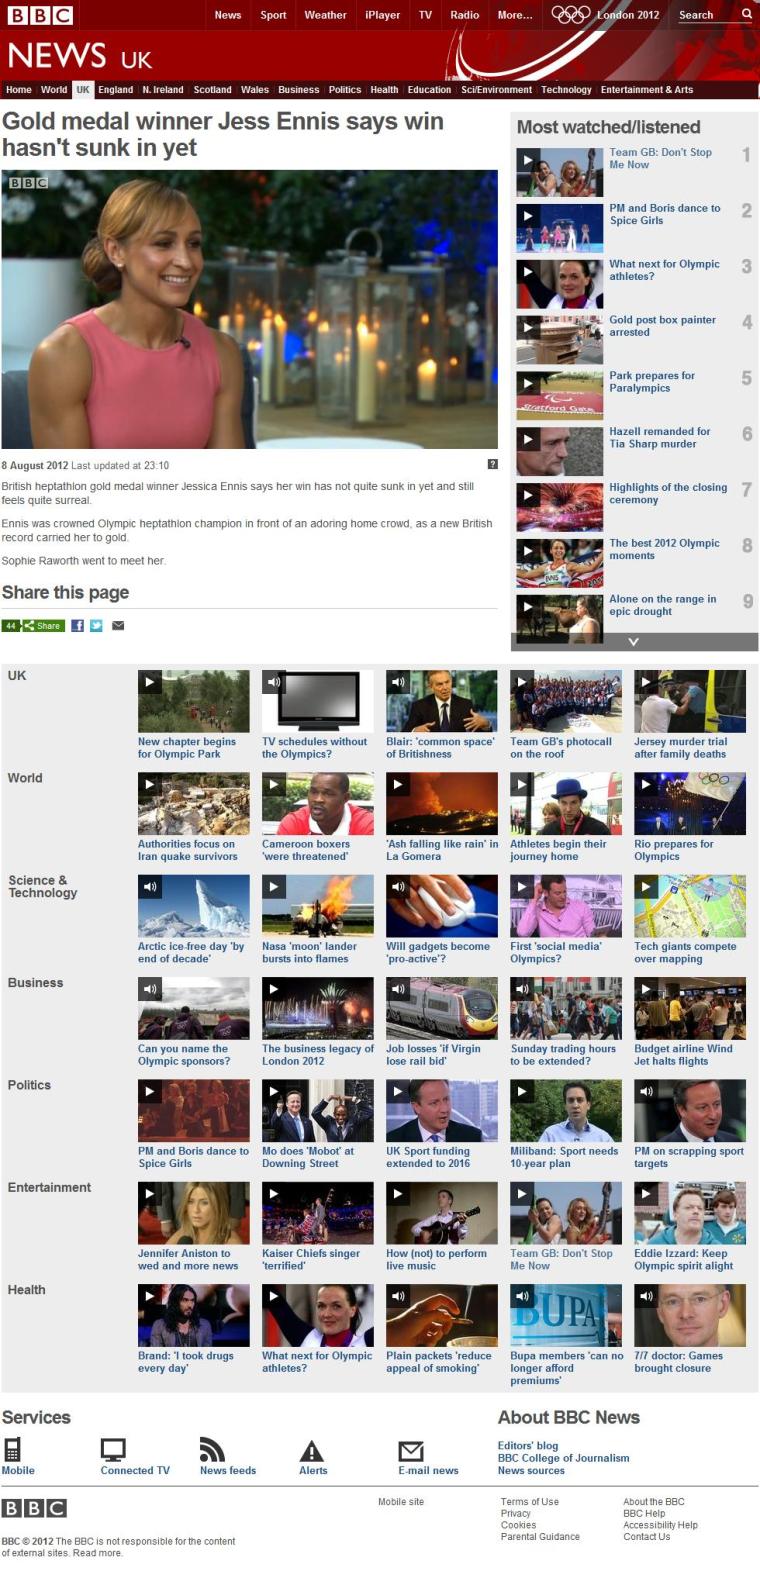 BBC
News Sport Weather iPlayer TV Radio More... London 2012 Search
NEWS UK
Home World UK England N. Ireland Scotland Wales Business Politics Health Education Sci/Environment Technology Entertainment & Arts
Gold medal winner Jess Ennis says win
hasn't sunk in yet
BBC
8 August 2012 Last updated at 23:10
?
British heptathlon gold medal winner Jessica Ennis says her win has not quite sunk in yet and still
feels quite surreal.
Ennis was crowned Olympic heptathlon champion in front of an adoring home crowd, as a new British
record carried her to gold.
Sophie Raworth went to meet her.
Share this page
44 Share
Most watched/listened
Team GB: Don't Stop
Me Now
1
PM and Boris dance to
Spice Girls
2
What next for Olympic
athletes?
3
Gold post box painter
arrested
4
Park prepares for
Paralympics
5
Stratford Gate
Hazell remanded for
Tia Sharp murder
6
Highlights of the closing
ceremony
7
The best 2012 Olympic
moments
8
ENNIS
Alone on the range in
epic drought
9
UK
New chapter begins
for Olympic Park
TV schedules without
the Olympics?
Blair: 'common space'
of Britishness
Team GB's photocall
on the roof
Jersey murder trial
after family deaths
World
Authorities focus on
Iran quake survivors
Cameroon boxers
'were threatened'
'Ash falling like rain' in
La Gomera
Athletes begin their
journey home
Rio prepares for
Olympics
Science &
Technology
Arctic ice-free day 'by
end of decade'
Nasa 'moon' lander
bursts into flames
Will gadgets become
'pro-active'?
First 'social media'
Olympics?
Tech giants compete
over mapping
Business
Can you name the
Olympic sponsors?
The business legacy of
London 2012
Job losses 'if Virgin
lose rail bid'
Sunday trading hours
to be extended?
Budget airline Wind
Jet halts flights
Politics
PM and Boris dance to
Spice Girls
Mo does 'Mobot' at
Downing Street
UK Sport funding
extended to 2016
Miliband: Sport needs
10-year plan
PM on scrapping sport
targets
Entertainment
Jennifer Aniston to
wed and more news
Kaiser Chiefs singer
'terrified'
How (not) to perform
live music
Team GB: Don't Stop
Me Now
Eddie Izzard: Keep
Olympic spirit alight
Health
Brand: 'I took drugs
every day'
What next for Olympic
athletes?
Plain packets 'reduce
appeal of smoking'
BUPA
Bupa members 'can no
longer afford
premiums'
7/7 doctor: Games
brought closure
Services
Mobile
Connected TV
News feeds
Alerts
E-mail news
About BBC News
Editors' blog
BBC College of Journalism
News sources
BBC
BBC © 2012 The BBC is not responsible for the content
of external sites. Read more.
Mobile site
Terms of Use
Privacy
Cookies
Parental Guidance
About the BBC
BBC Help
Accessibility Help
Contact Us